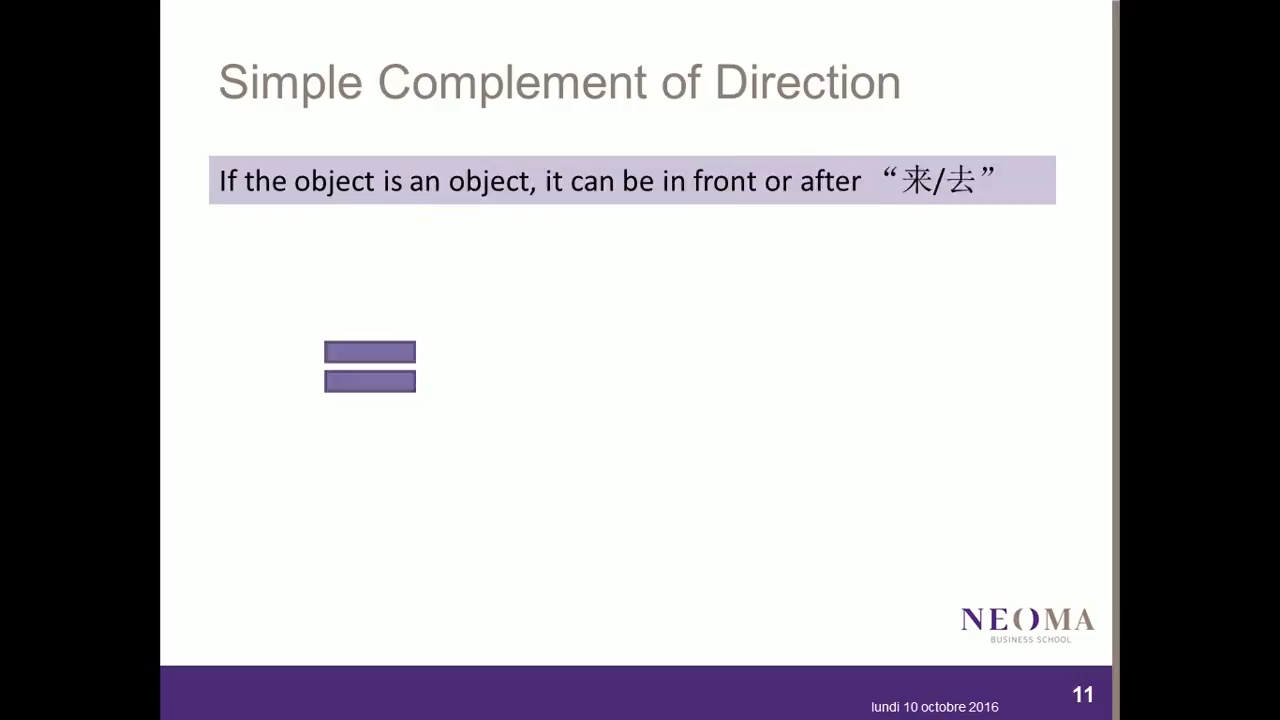 Simple Complement of Direction
If the object is an object, it can be in front or after “来/去”
NEOMA
BUSINESS SCHOOL
11
lundi 10 octobre 2016